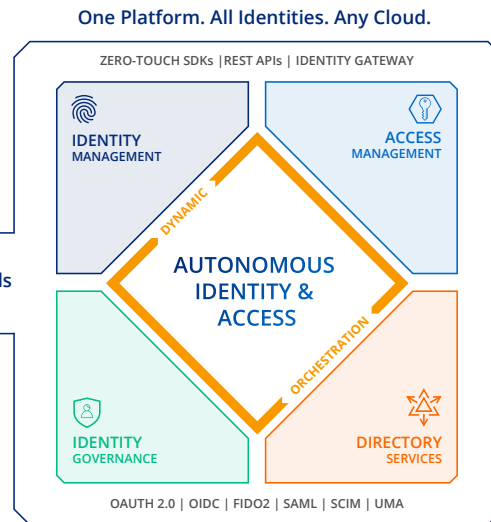 One Platform. All Identities. Any Cloud.
ZERO-TOUCH SDKs |REST APIs | IDENTITY GATEWAY
IDENTITY
MANAGEMENT
ACCESS
MANAGEMENT
DYNAMIC
AUTONOMOUS
IDENTITY &
ACCESS
ORCHESTRATION
IDENTITY
GOVERNANCE
DIRECTORY
SERVICES
OAUTH 2.0 | OIDC | FIDO2 | SAML | SCIM | UMA